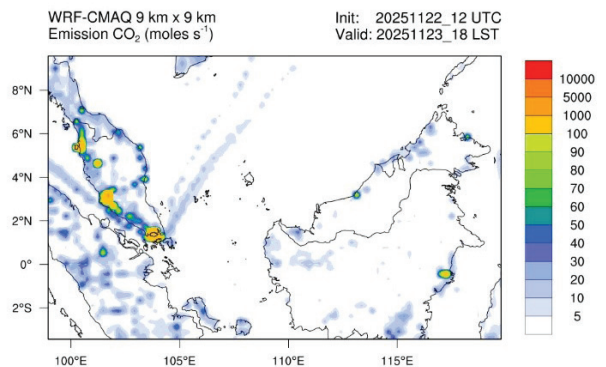 WRF-CMAQ 9 km x 9 km
Emission CO₂ (moles s⁻¹)
Init: 20251122_12 UTC
Valid: 20251123_18 LST
8°N
6°N
4°N
2°N
0°
2°S
100°E
105°E
110°E
115°E
10000
5000
1000
100
90
80
70
60
50
40
30
20
10
5